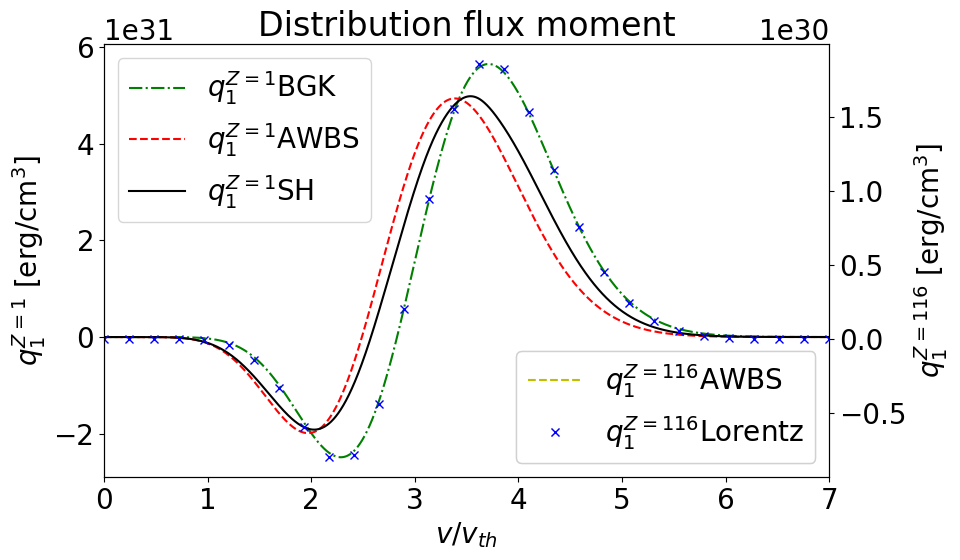 Distribution flux moment
1e31
1e30
6
4
2
0
−2
q_1^{Z=1} [erg/cm^3]
q_1^{Z=1}BGK
q_1^{Z=1}AWBS
q_1^{Z=1}SH
q_1^{Z=116}AWBS
q_1^{Z=116}Lorentz
1.5
1.0
0.5
0.0
−0.5
q_1^{Z=116} [erg/cm^3]
0 1 2 3 4 5 6 7
v/v_{th}